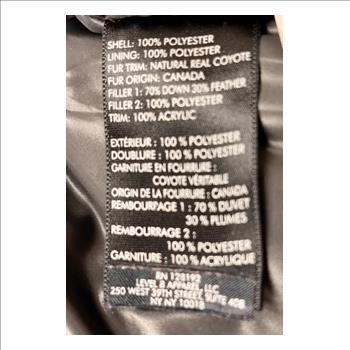 SHELL: 100% POLYESTER
LINING: 100% POLYESTER
FUR TRIM: NATURAL REAL COYOTE
FUR ORIGIN: CANADA
FILLER 1: 70% DOWN 30% FEATHER
FILLER 2: 100% POLYESTER
TRIM: 100% ACRYLIC
EXTÉRIEUR : 100 % POLYESTER
DOUBLURE : 100 % POLYESTER
GARNITURE EN FOURRURE :
COYOTE VÉRITABLE
ORIGIN DE LA FOURRURE : CANADA
REMBOURPAGE 1 : 70 % DUVET
30 % PLUMES
REMBOURRAGE 2 :
100 % POLYESTER
GARNITURE : 100 % ACRYLIQUE
RN 128192
LEVEL 8 APPAREL, LLC
250 WEST 39TH STREET, SUITE 408
NY NY 10018